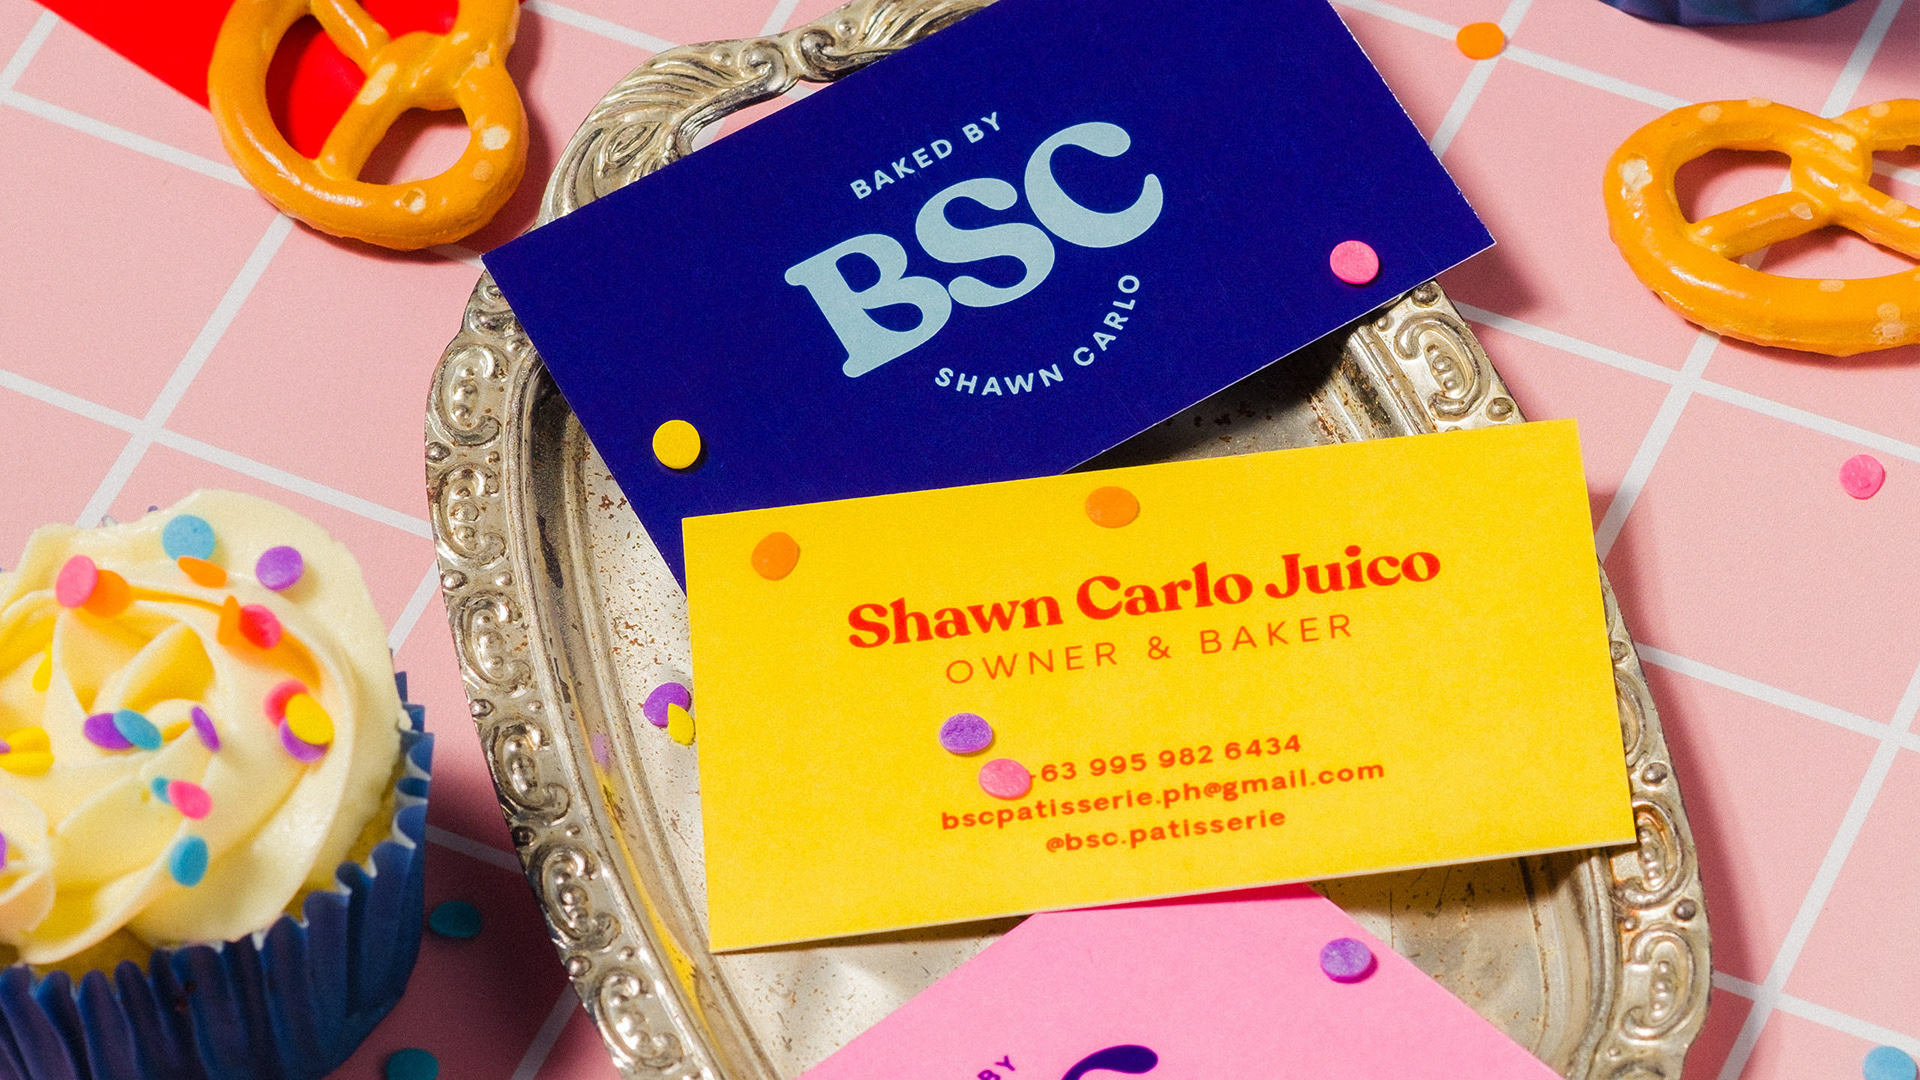 BAKED BY
BSC
SHAWN CARLO
Shawn Carlo Juico
OWNER & BAKER
+63 995 982 6434
bscpatisserie.ph@gmail.com
@bsc.patisserie
BY